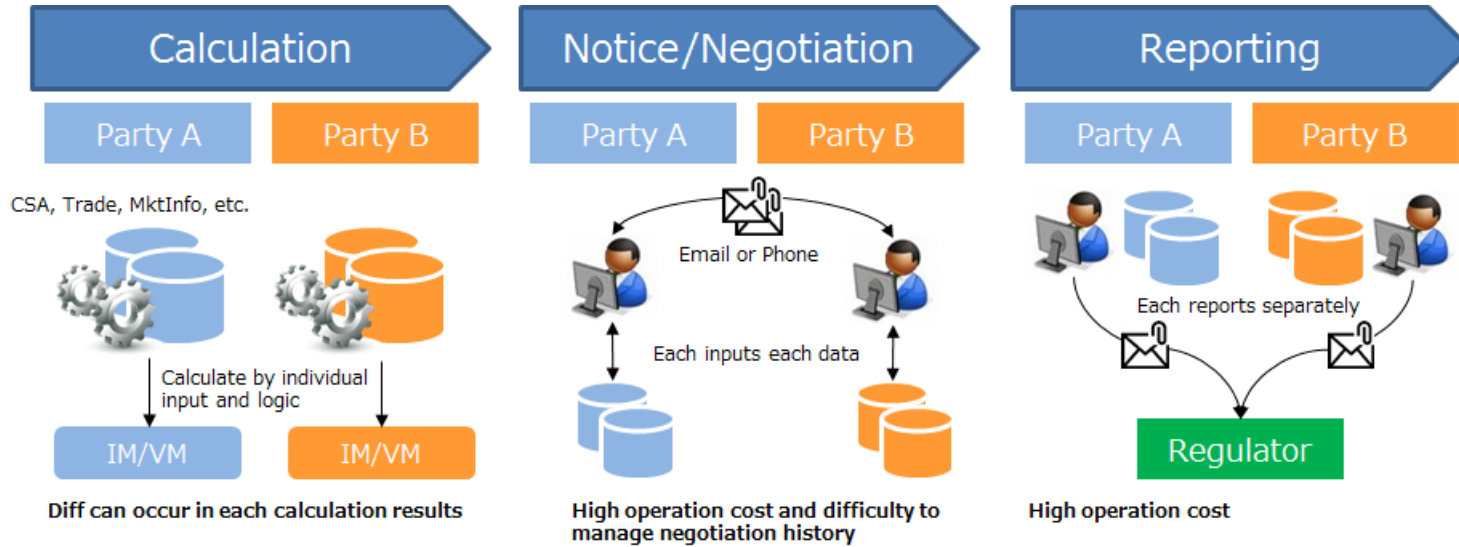 Calculation
Notice/Negotiation
Reporting
Party A
Party B
Party A
Party B
Party A
Party B
CSA, Trade, MktInfo, etc.
Calculate by individual
input and logic
IM/VM
IM/VM
Diff can occur in each calculation results
Email or Phone
Each inputs each data
High operation cost and difficulty to
manage negotiation history
Each reports separately
Regulator
High operation cost